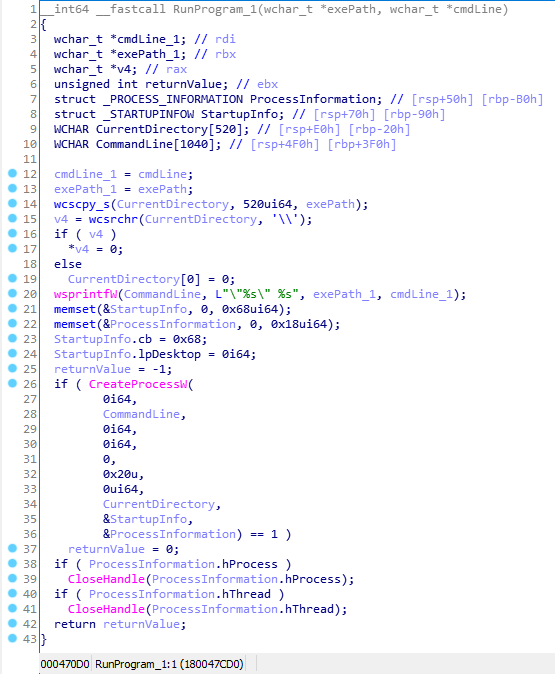 1 __int64 __fastcall RunProgram_1(wchar_t *exePath, wchar_t *cmdLine)
2 {
3 wchar_t *cmdLine_1; // rdi
4 wchar_t *exePath_1; // rbx
5 wchar_t *v4; // rax
6 unsigned int returnValue; // ebx
7 struct _PROCESS_INFORMATION ProcessInformation; // [rsp+50h] [rbp-B0h]
8 struct _STARTUPINFOW StartupInfo; // [rsp+70h] [rbp-90h]
9 WCHAR CurrentDirectory[520]; // [rsp+E0h] [rbp-20h]
10 WCHAR CommandLine[1040]; // [rsp+4F0h] [rbp+3F0h]
11
12 cmdLine_1 = cmdLine;
13 exePath_1 = exePath;
14 wcscpy_s(CurrentDirectory, 520ui64, exePath);
15 v4 = wcsrchr(CurrentDirectory, '\\');
16 if ( v4 )
17 *v4 = 0;
18 else
19 CurrentDirectory[0] = 0;
20 wsprintfW(CommandLine, L"\"%s\" %s", exePath_1, cmdLine_1);
21 memset(&StartupInfo, 0, 0x68ui64);
22 memset(&ProcessInformation, 0, 0x18ui64);
23 StartupInfo.cb = 0x68;
24 StartupInfo.lpDesktop = 0i64;
25 returnValue = -1;
26 if ( CreateProcessW(
27 0i64,
28 CommandLine,
29 0i64,
30 0i64,
31 0,
32 0x20u,
33 0ui64,
34 CurrentDirectory,
35 &StartupInfo,
36 &ProcessInformation) == 1 )
37 returnValue = 0;
38 if ( ProcessInformation.hProcess )
39 CloseHandle(ProcessInformation.hProcess);
40 if ( ProcessInformation.hThread )
41 CloseHandle(ProcessInformation.hThread);
42 return returnValue;
43 }
000470D0 RunProgram_1:1 (180047CD0)